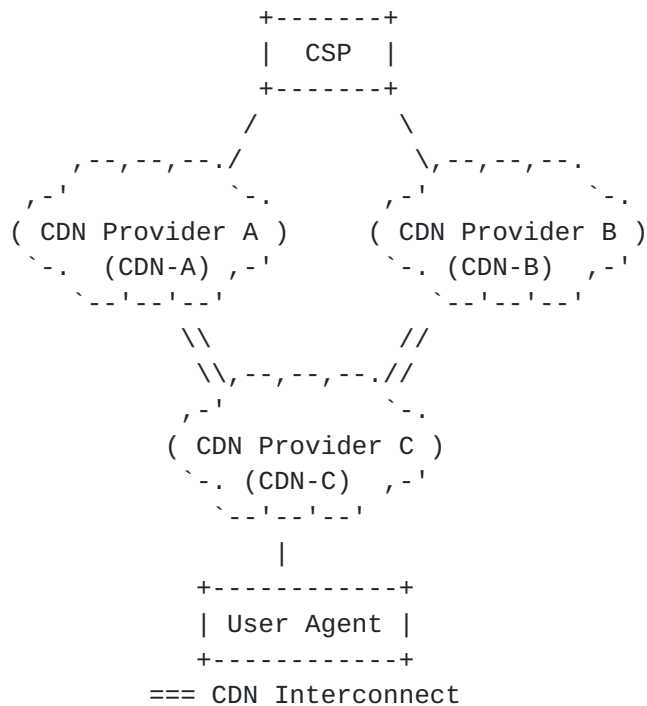 CSP
CDN Provider A CDN Provider B
(CDN-A) (CDN-B)
CDN Provider C
(CDN-C)
User Agent
=== CDN Interconnect